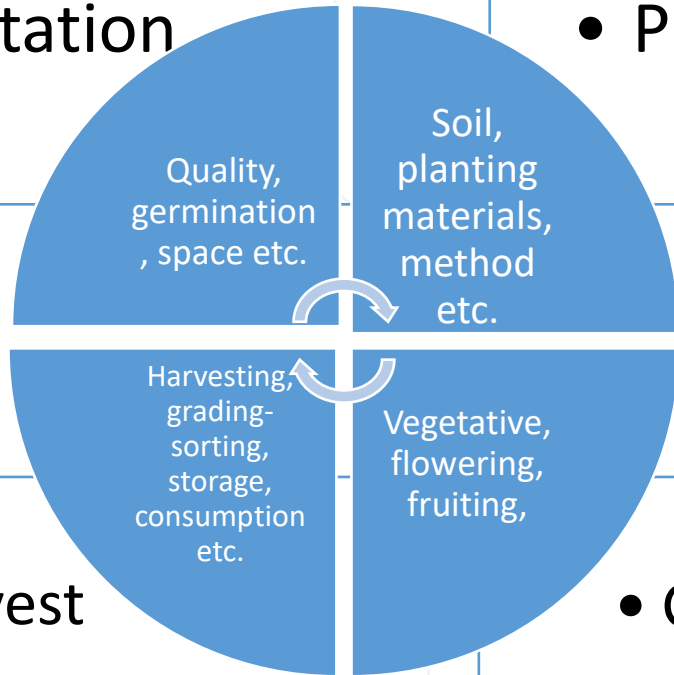 tation
• P
Quality,
germination
, space etc.
Soil,
planting
materials,
method
etc.
Harvesting,
grading-
sorting,
storage,
consumption
etc.
Vegetative,
flowering,
fruiting,
vest
•